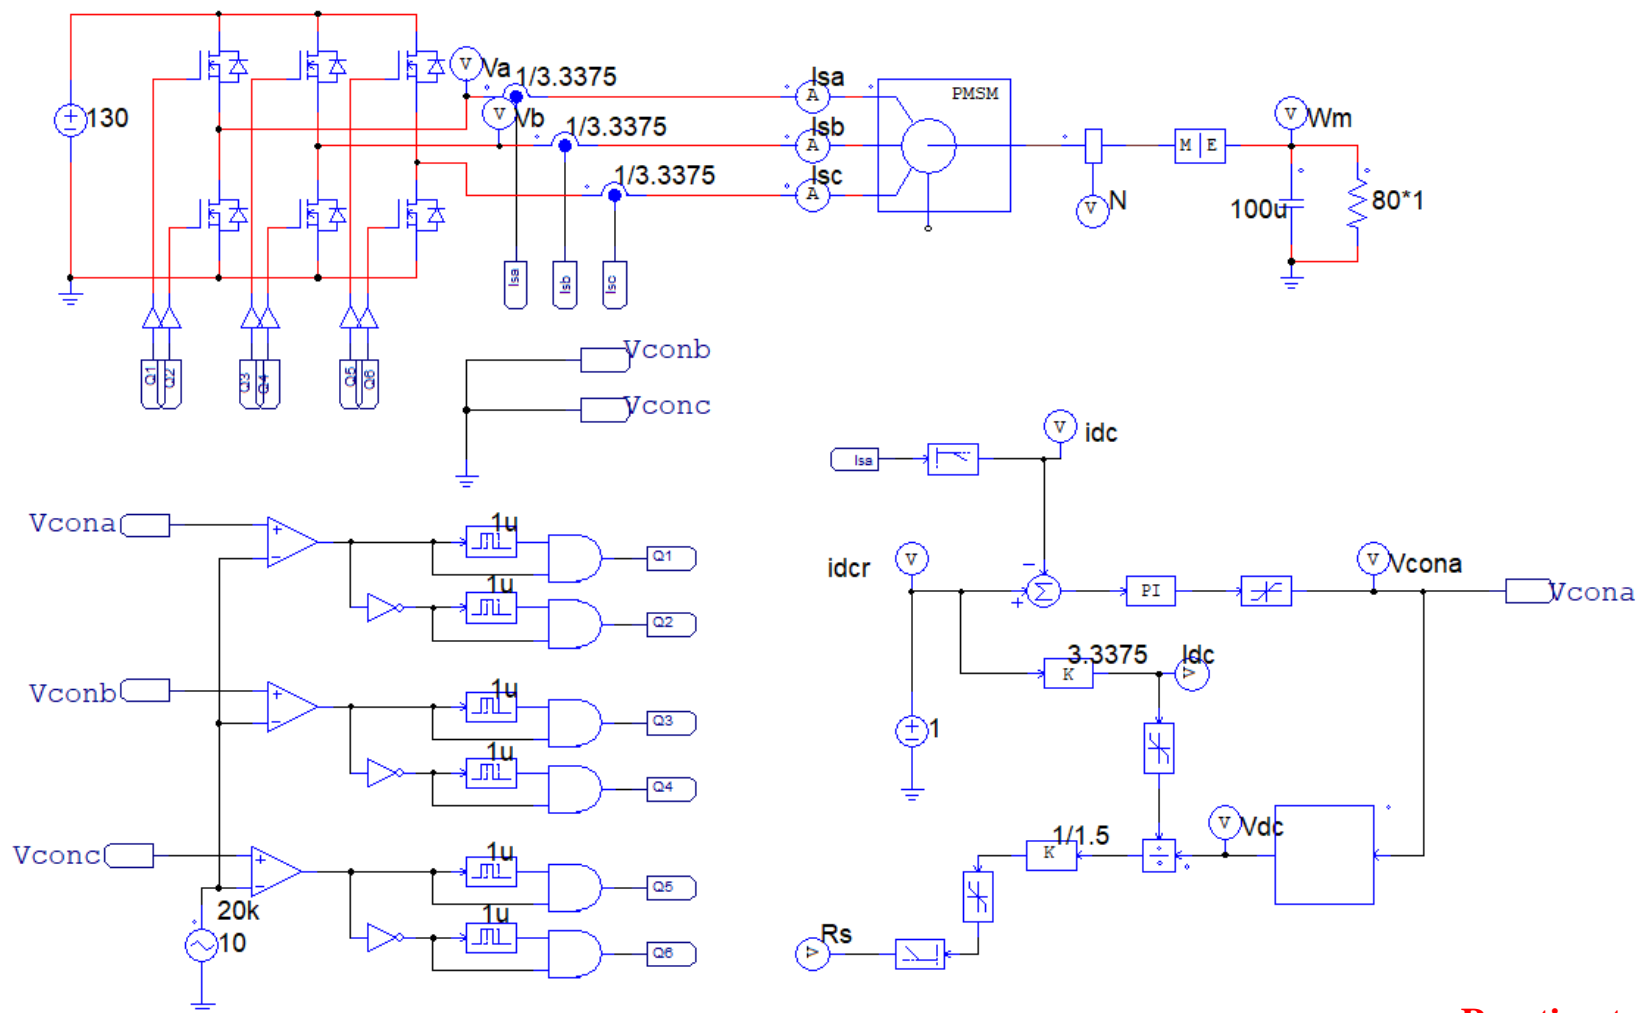 130
Va
1/3.3375
Vb
1/3.3375
1/3.3375
Isa
Isb
Isc
PMSM
M|E
N
Wm
100u
80*1
Isa
Isb
Isc
Q1
Q2
Q3
Q4
Q5
Q6
Vconb
Vconc
Isa
idc
idcr
PI
Vcona
Vcona
3.3375
K
Idc
1
1/1.5
K
Vdc
Rs
Vcona
1u
Q1
1u
Q2
Vconb
1u
Q3
1u
Q4
Vconc
1u
Q5
1u
Q6
20k
10